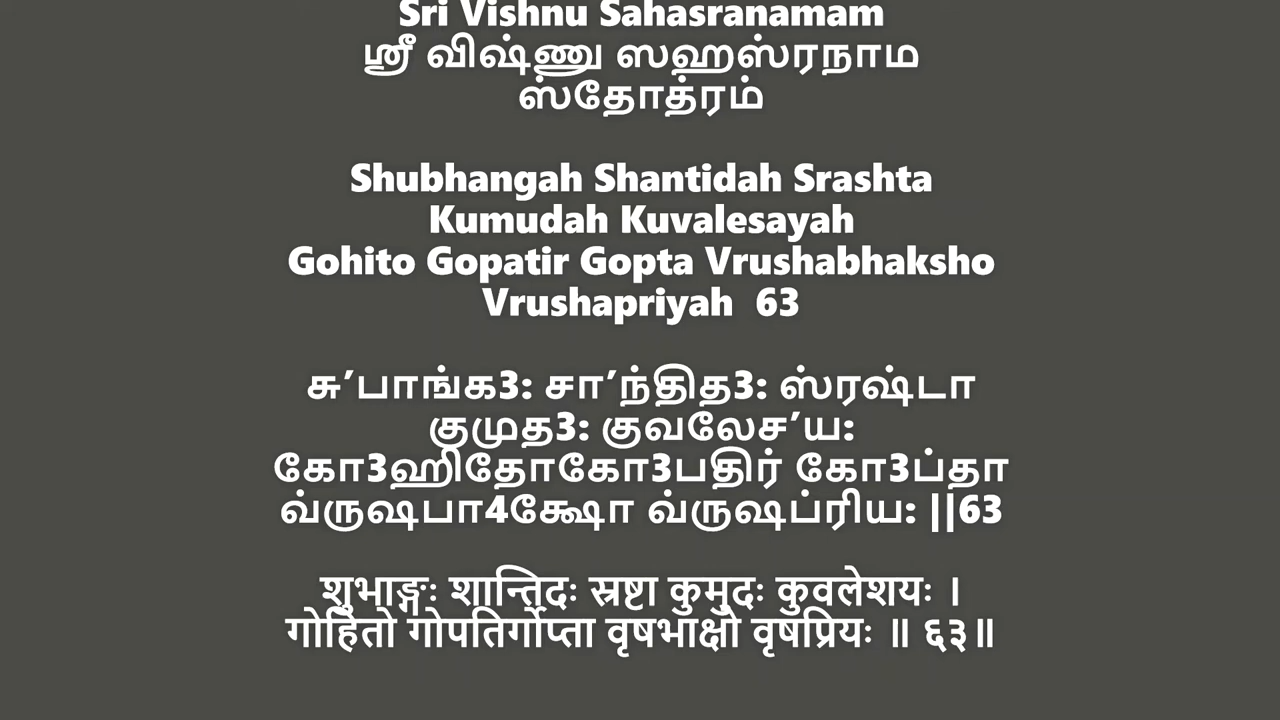 Sri Vishnu Sahasranamam
ஸ்ரீ விஷ்ணு ஸஹஸ்ரநாம
ஸ்தோத்ரம்
Shubhangah Shantidah Srashta
Kumudah Kuvalesayah
Gohito Gopatir Gopta Vrushabhaksho
Vrushapriyah 63
சு’பாங்க3: சா’ந்தித3: ஸ்ரஷ்டா
குமுத3: குவலேச’ய:
கோ3ஹிதோகோ3பதிர் கோ3ப்தா
வ்ருஷபா4க்ஷோ வ்ருஷப்ரிய: ||63
शुभाङ्गः शान्तिदः स्रष्टा कुमुदः कुवलेशयः ।
गोहितो गोपतिर्गोप्ता वृषभाक्षो वृषप्रियः ॥ ६३॥